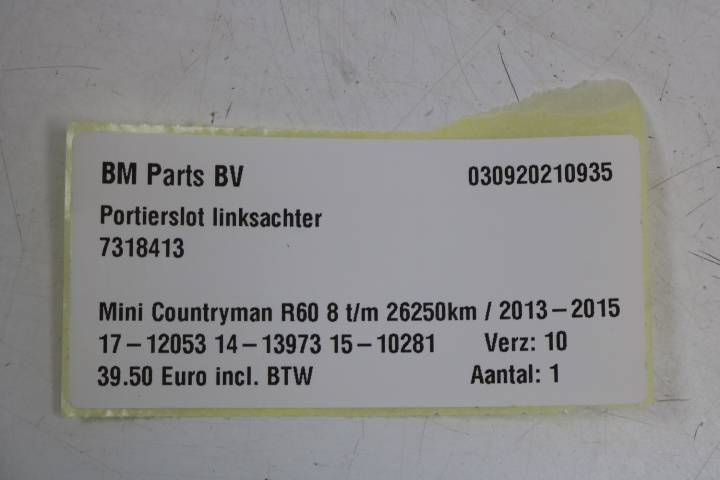 BM Parts BV 030920210935
Portierslot linksachter
7318413
Mini Countryman R60 8 t/m 26250km / 2013-2015
17-12053 14-13973 15-10281 Verz: 10
39.50 Euro incl. BTW Aantal: 1